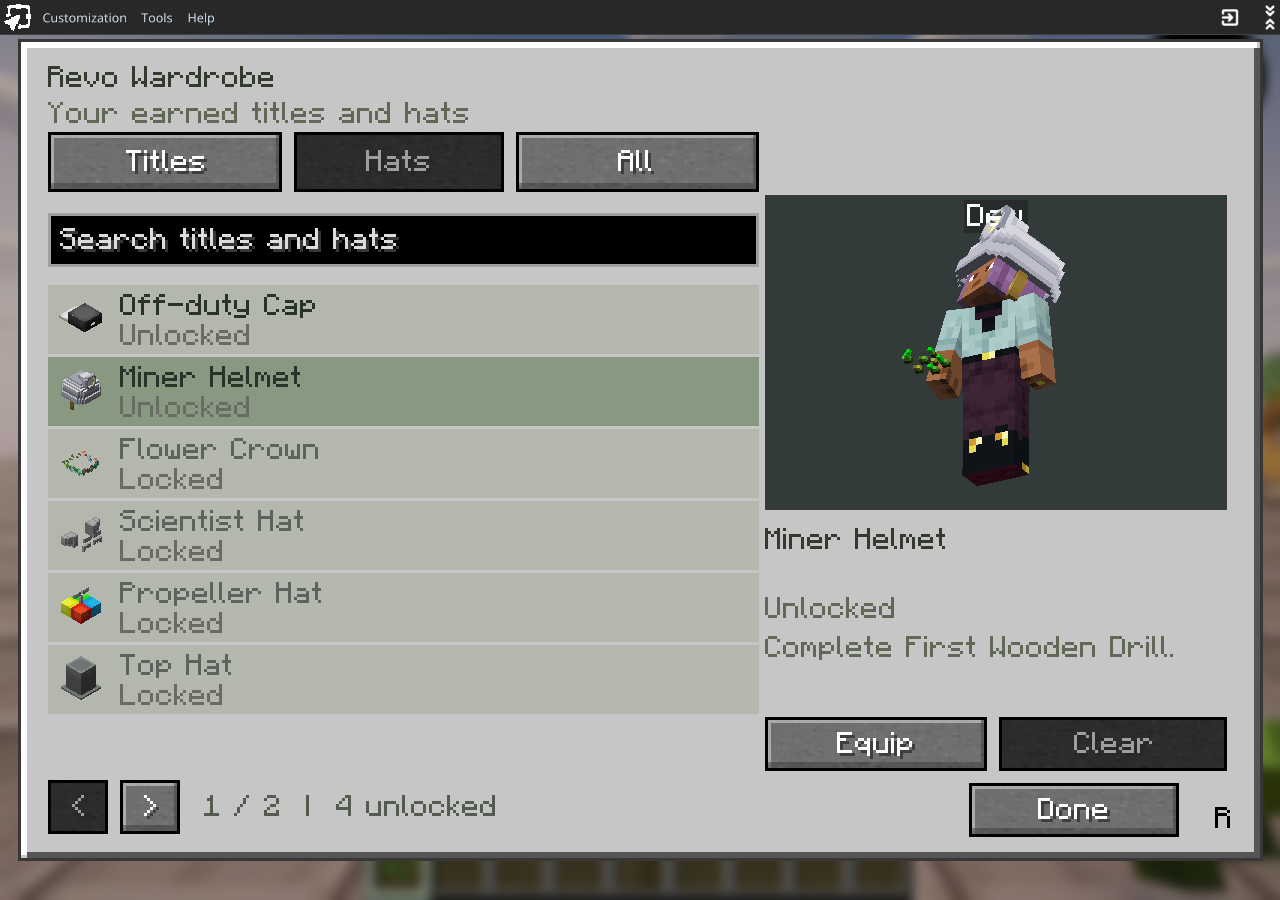 Customization Tools Help
Revo Wardrobe
Your earned titles and hats
Titles Hats All
Search titles and hats
Off-duty Cap
Unlocked
Miner Helmet
Unlocked
Flower Crown
Locked
Scientist Hat
Locked
Propeller Hat
Locked
Top Hat
Locked
< > 1 / 2 | 4 unlocked
Miner Helmet
Unlocked
Complete First Wooden Drill.
Equip Clear
Done R